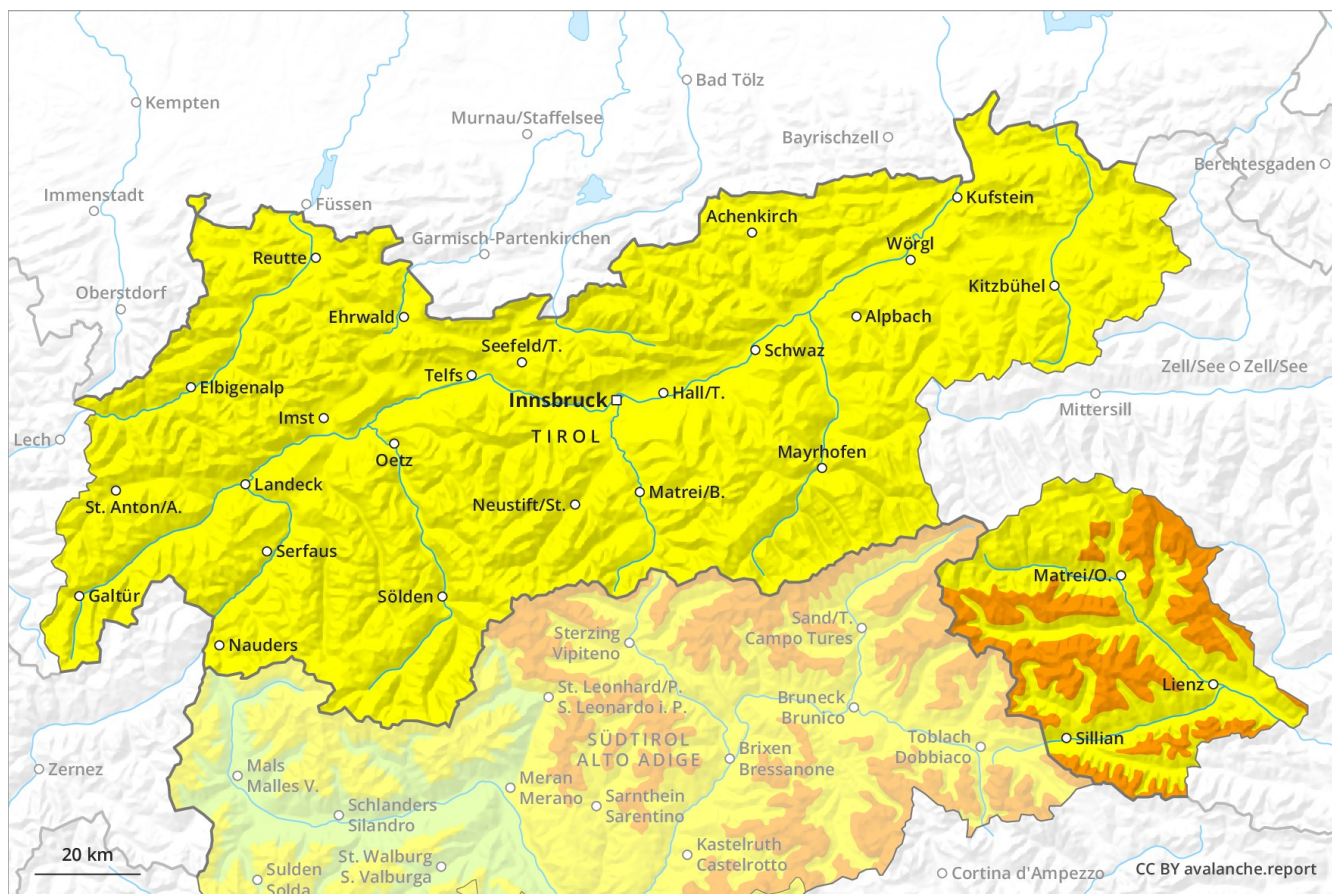 Bad Tölz
Kempten
Murnau/Staffelsee
Bayrischzell
Berchtesgaden
Immenstadt
Füssen
Kufstein
Achenkirch
Garmisch-Partenkirchen
Wörgl
Reutte
Kitzbühel
Oberstdorf
Ehrwald
Alpbach
Seefeld/T.
Schwaz
Telfs
Zell/See
Zell/See
Elbigenalp
Hall/T.
Innsbruck
Mittersill
Imst
TIROL
Lech
Oetz
Mayrhofen
Landeck
St. Anton/A.
Neustift/St.
Matrei/B.
Serfaus
Matrei/O.
Galtür
Sölden
Sand/T.
Campo Tures
Sterzing
Vipiteno
Nauders
Lienz
St. Leonhard/P.
S. Leonardo i. P.
Bruneck
Brunico
SÜDTIROL
ALTO ADIGE
Toblach
Dobbiaco
Sillian
Brixen
Bressanone
Zernez
Mals
Malles V.
Meran
Merano
Sarnthein
Sarentino
Schlanders
Silandro
Kastelruth
Castelrotto
20 km
St. Walburg
S. Valburga
Sulden
Solda
Cortina d'Ampezzo
CC BY avalanche.report